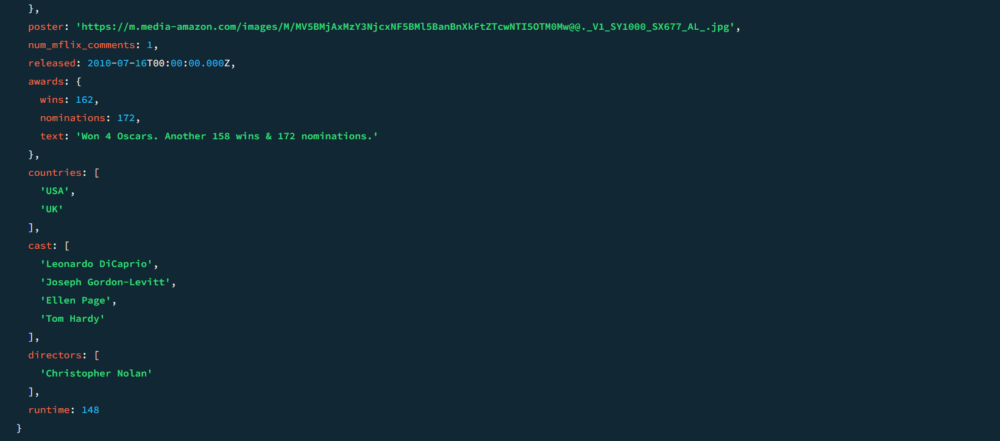 },
poster: 'https://m.media-amazon.com/images/M/MV5BMjAxMzY3NjcxNF5BMl5BanBnXkFtZTcwNTI5OTM0Mw@@._V1_SY1000_SX677_AL_.jpg',
num_mflix_comments: 1,
released: 2010-07-16T00:00:00.000Z,
awards: {
wins: 162,
nominations: 172,
text: 'Won 4 Oscars. Another 158 wins & 172 nominations.'
},
countries: [
'USA',
'UK'
],
cast: [
'Leonardo DiCaprio',
'Joseph Gordon-Levitt',
'Ellen Page',
'Tom Hardy'
],
directors: [
'Christopher Nolan'
],
runtime: 148
}